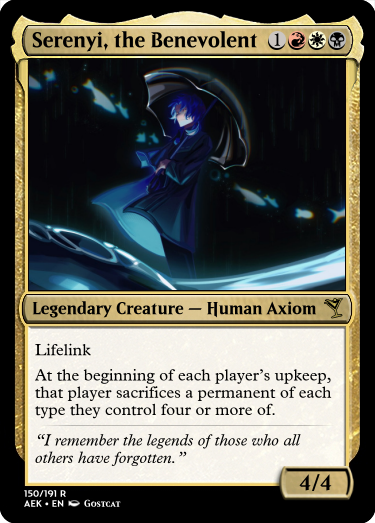 Serenyi, the Benevolent 1
Legendary Creature — Human Axiom
Lifelink
At the beginning of each player's upkeep,
that player sacrifices a permanent of each
type they control four or more of.
"I remember the legends of those who all
others have forgotten."
4/4
150/191 R
AEK • EN Gostcat